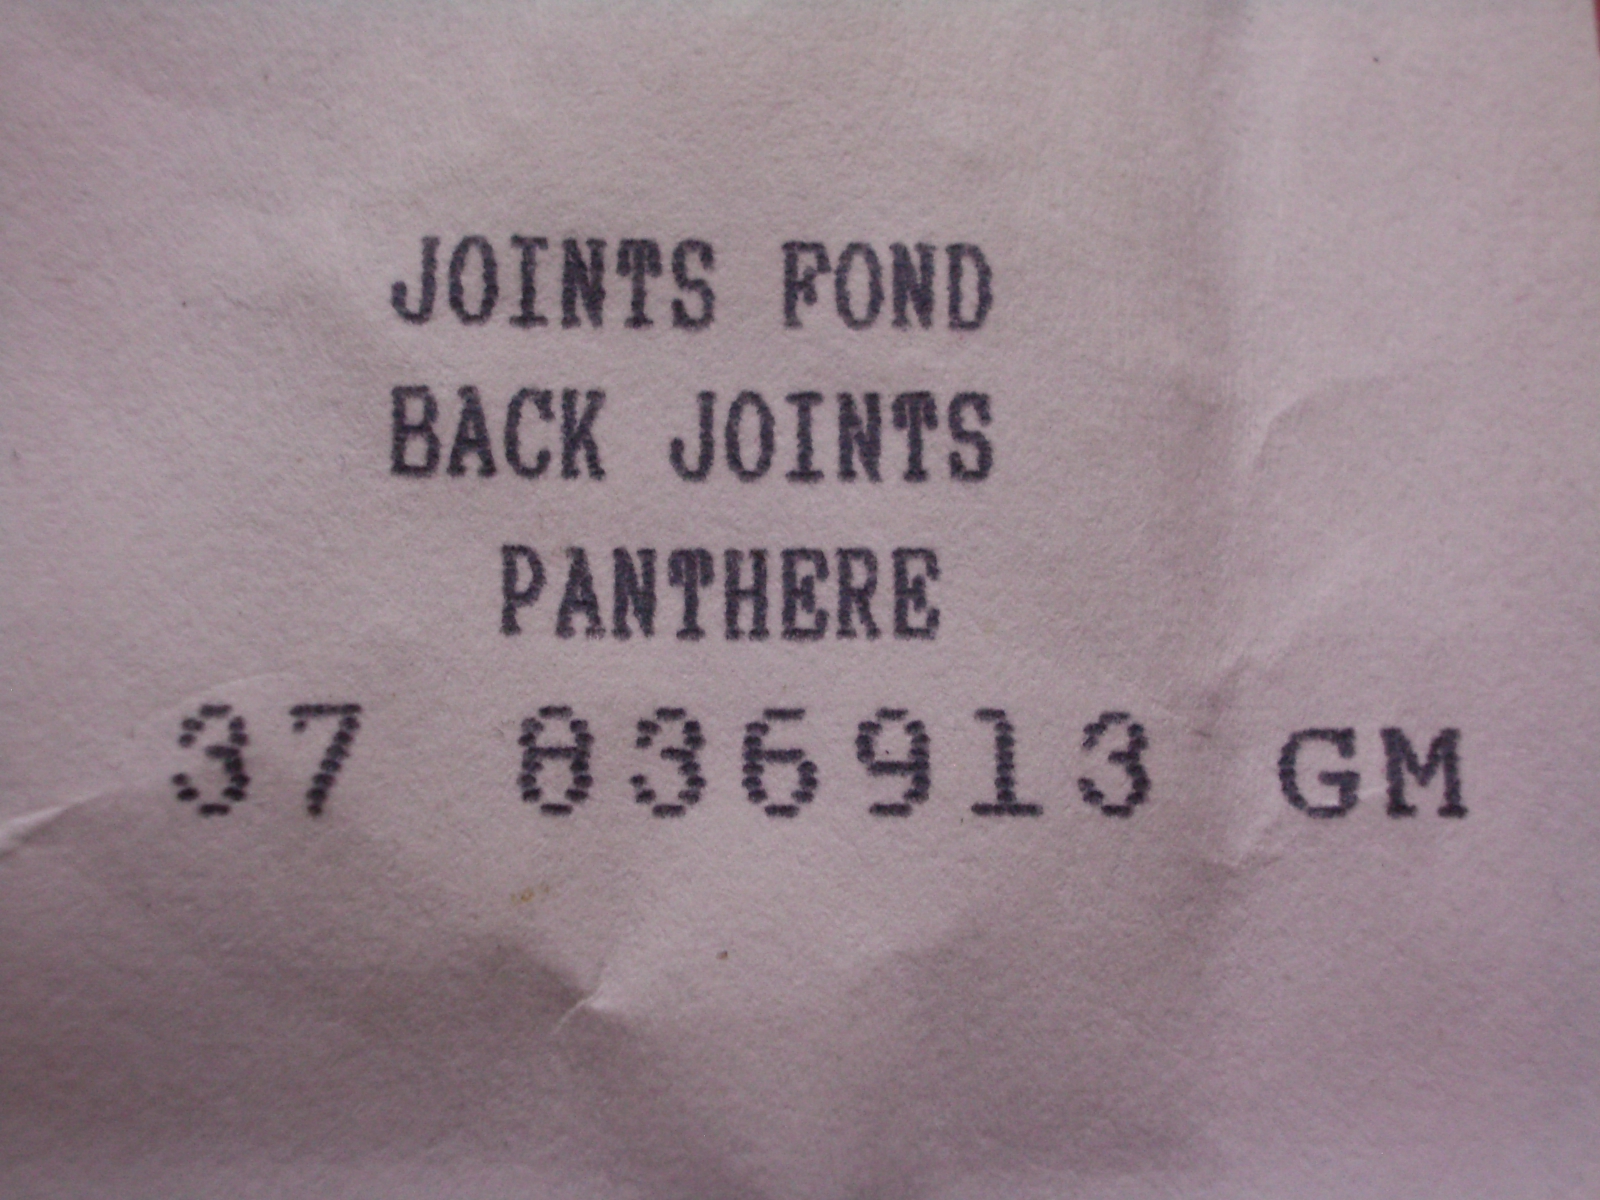 JOINTS FOND
BACK JOINTS
PANTHERE
37 836913 GM